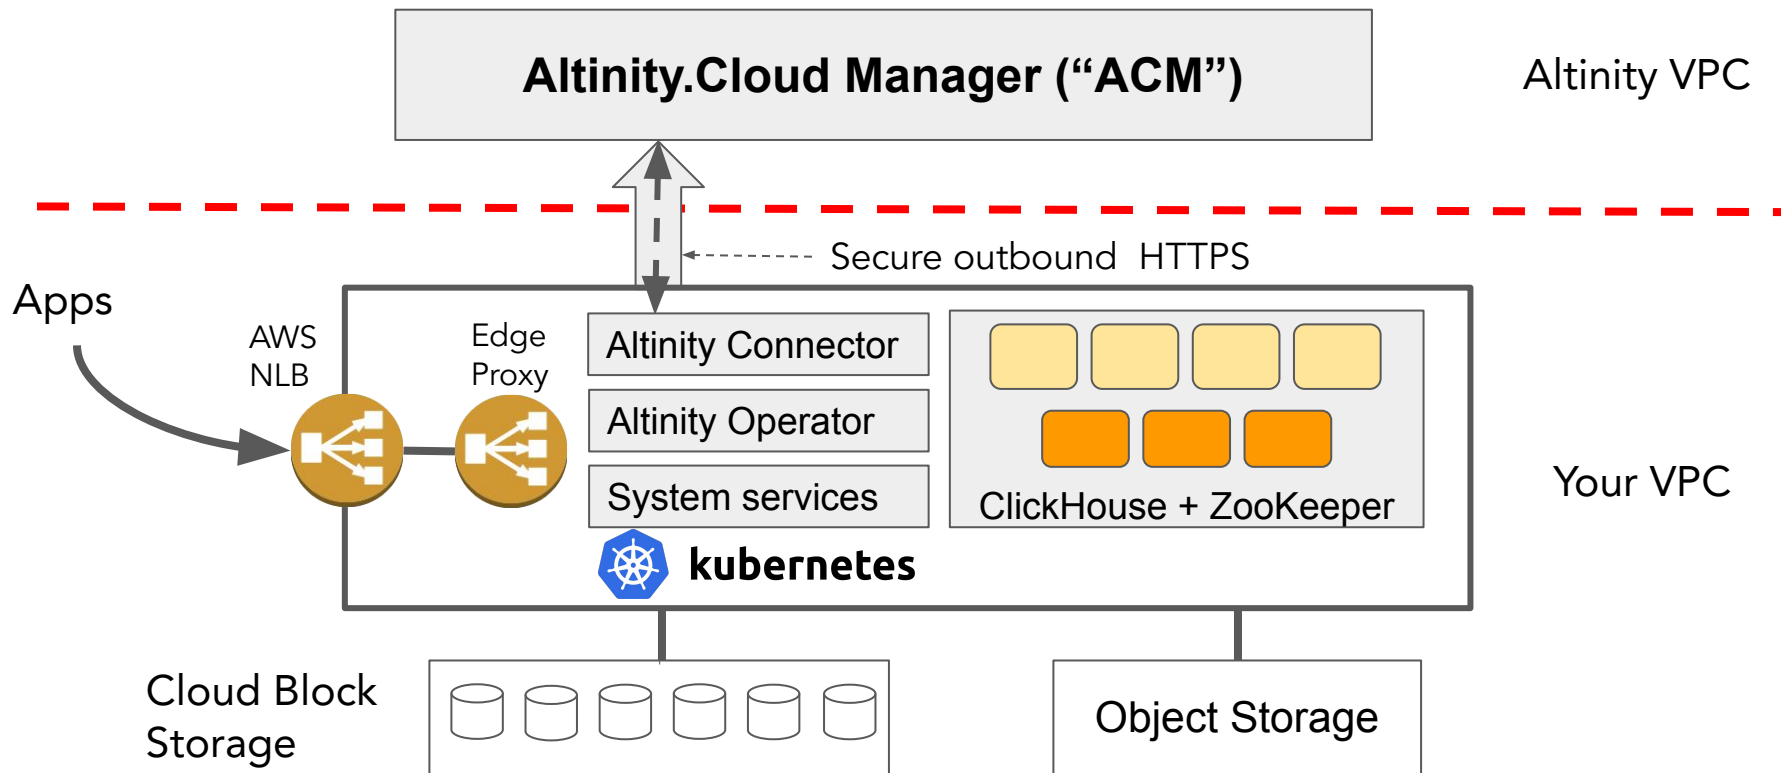 Altinity.Cloud Manager (“ACM”)
Altinity VPC
Secure outbound HTTPS
Apps
AWS
NLB
Edge
Proxy
Altinity Connector
Altinity Operator
System services
kubernetes
ClickHouse + ZooKeeper
Your VPC
Cloud Block
Storage
Object Storage